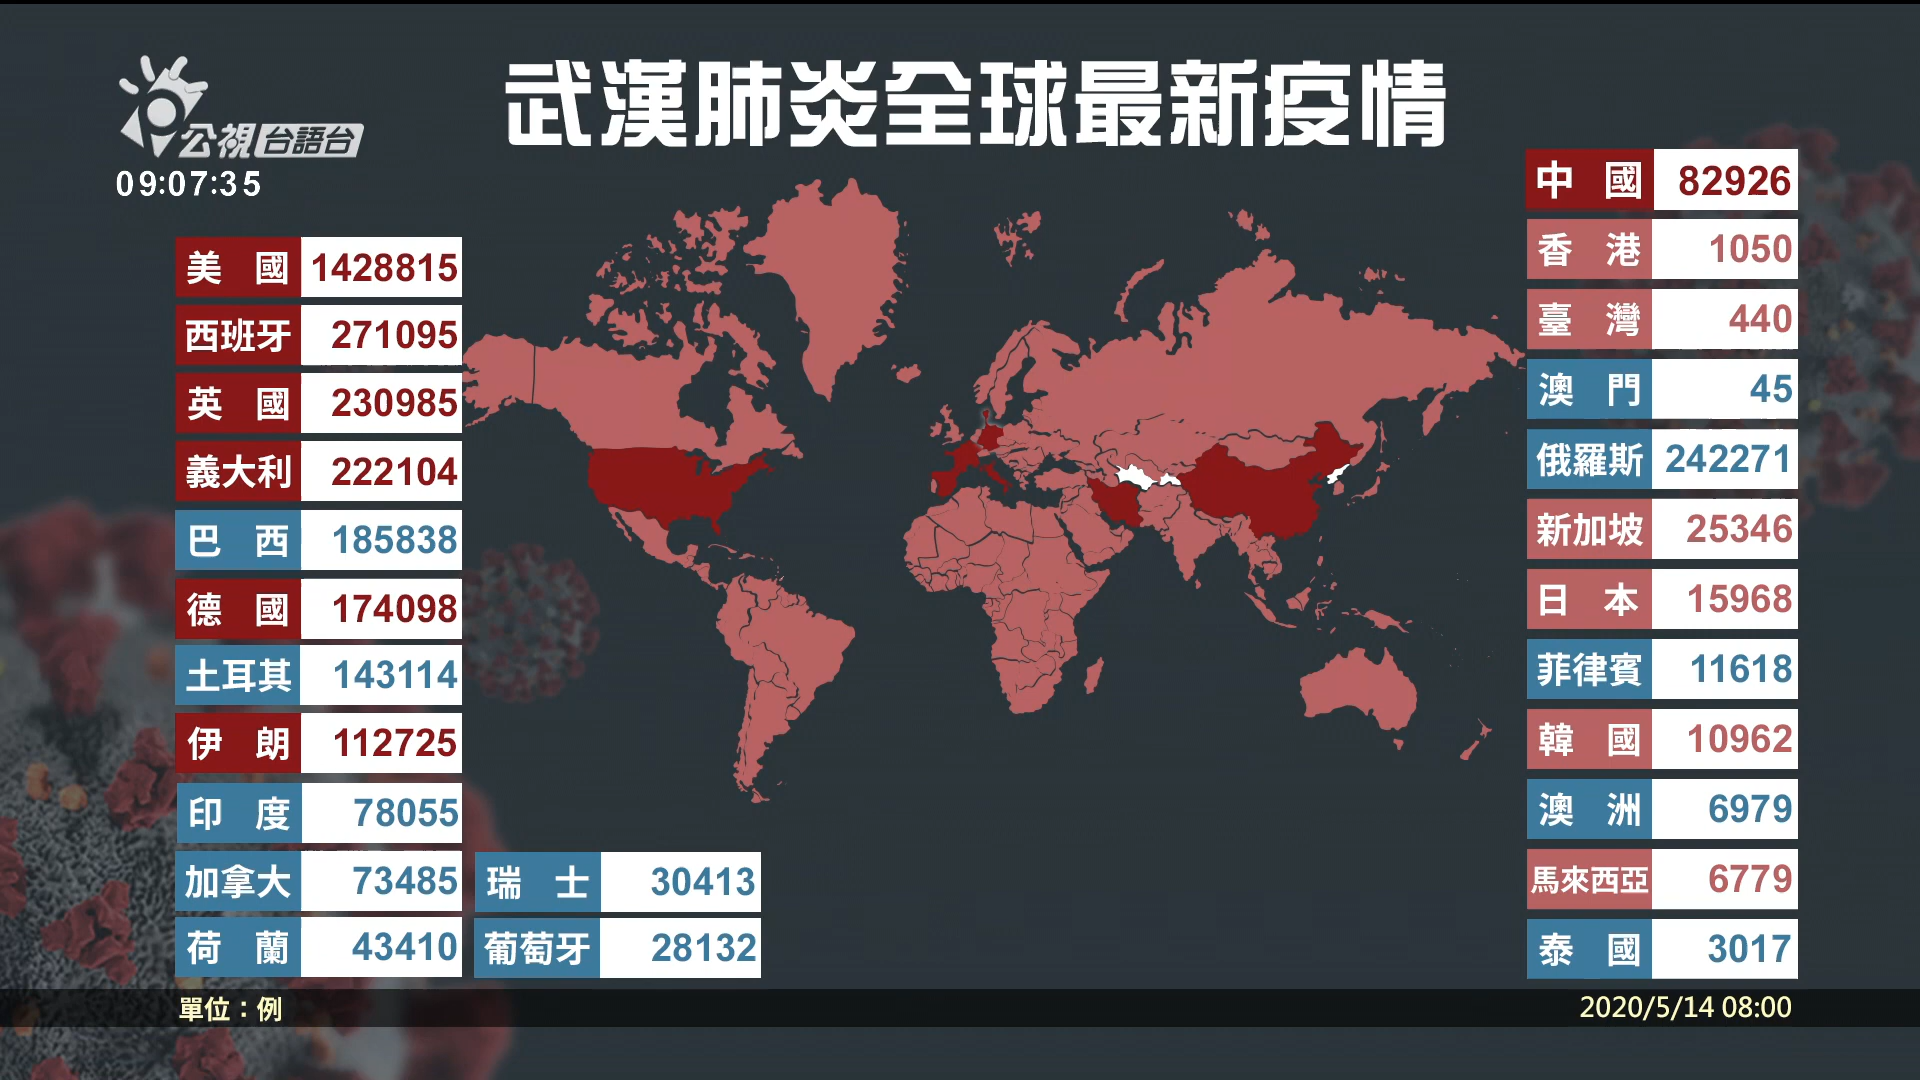 公視台語台
09:07:35
武漢肺炎全球最新疫情
美國 1428815
西班牙 271095
英國 230985
義大利 222104
巴西 185838
德國 174098
土耳其 143114
伊朗 112725
印度 78055
加拿大 73485
荷蘭 43410
瑞士 30413
葡萄牙 28132
中國 82926
香港 1050
臺灣 440
澳門 45
俄羅斯 242271
新加坡 25346
日本 15968
菲律賓 11618
韓國 10962
澳洲 6979
馬來西亞 6779
泰國 3017
單位：例
2020/5/14 08:00